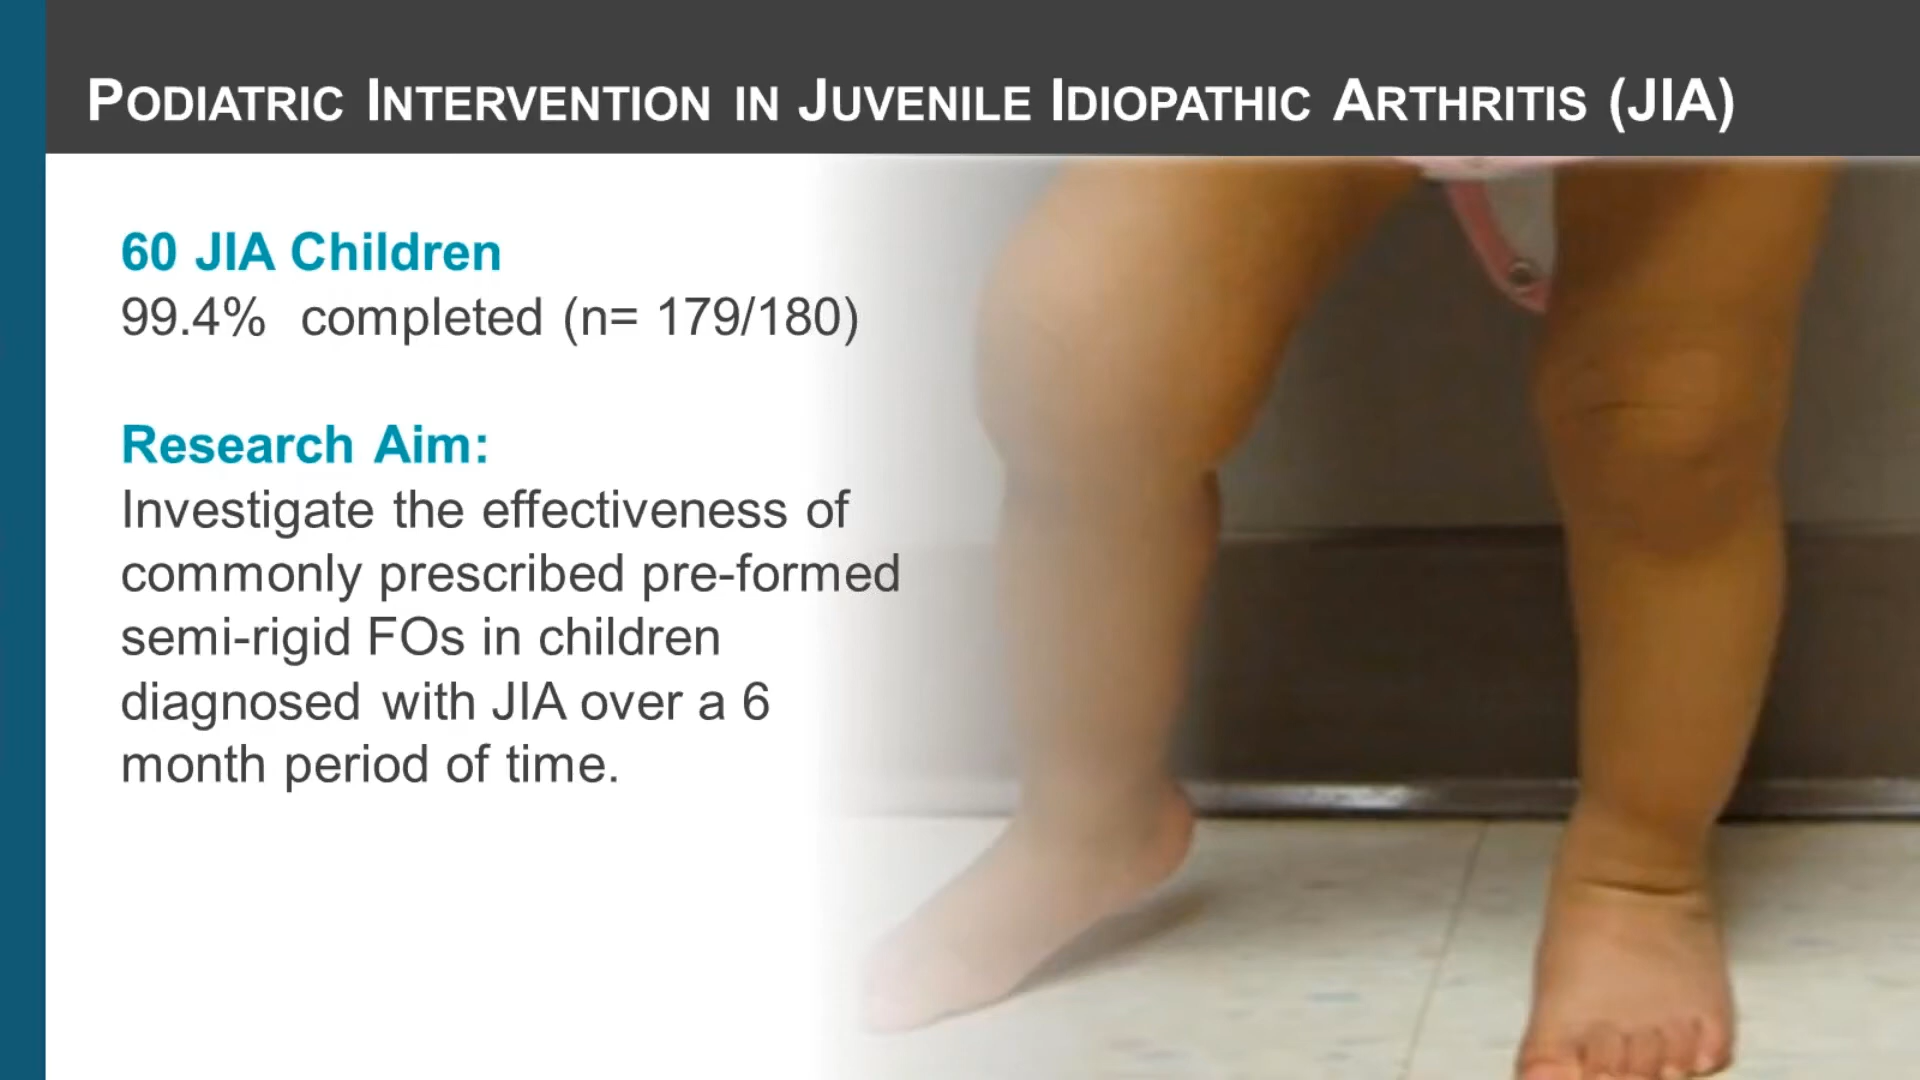 PODIATRIC INTERVENTION IN JUVENILE IDIOPATHIC ARTHRITIS (JIA)
60 JIA Children
99.4% completed (n= 179/180)
Research Aim:
Investigate the effectiveness of
commonly prescribed pre-formed
semi-rigid FOs in children
diagnosed with JIA over a 6
month period of time.